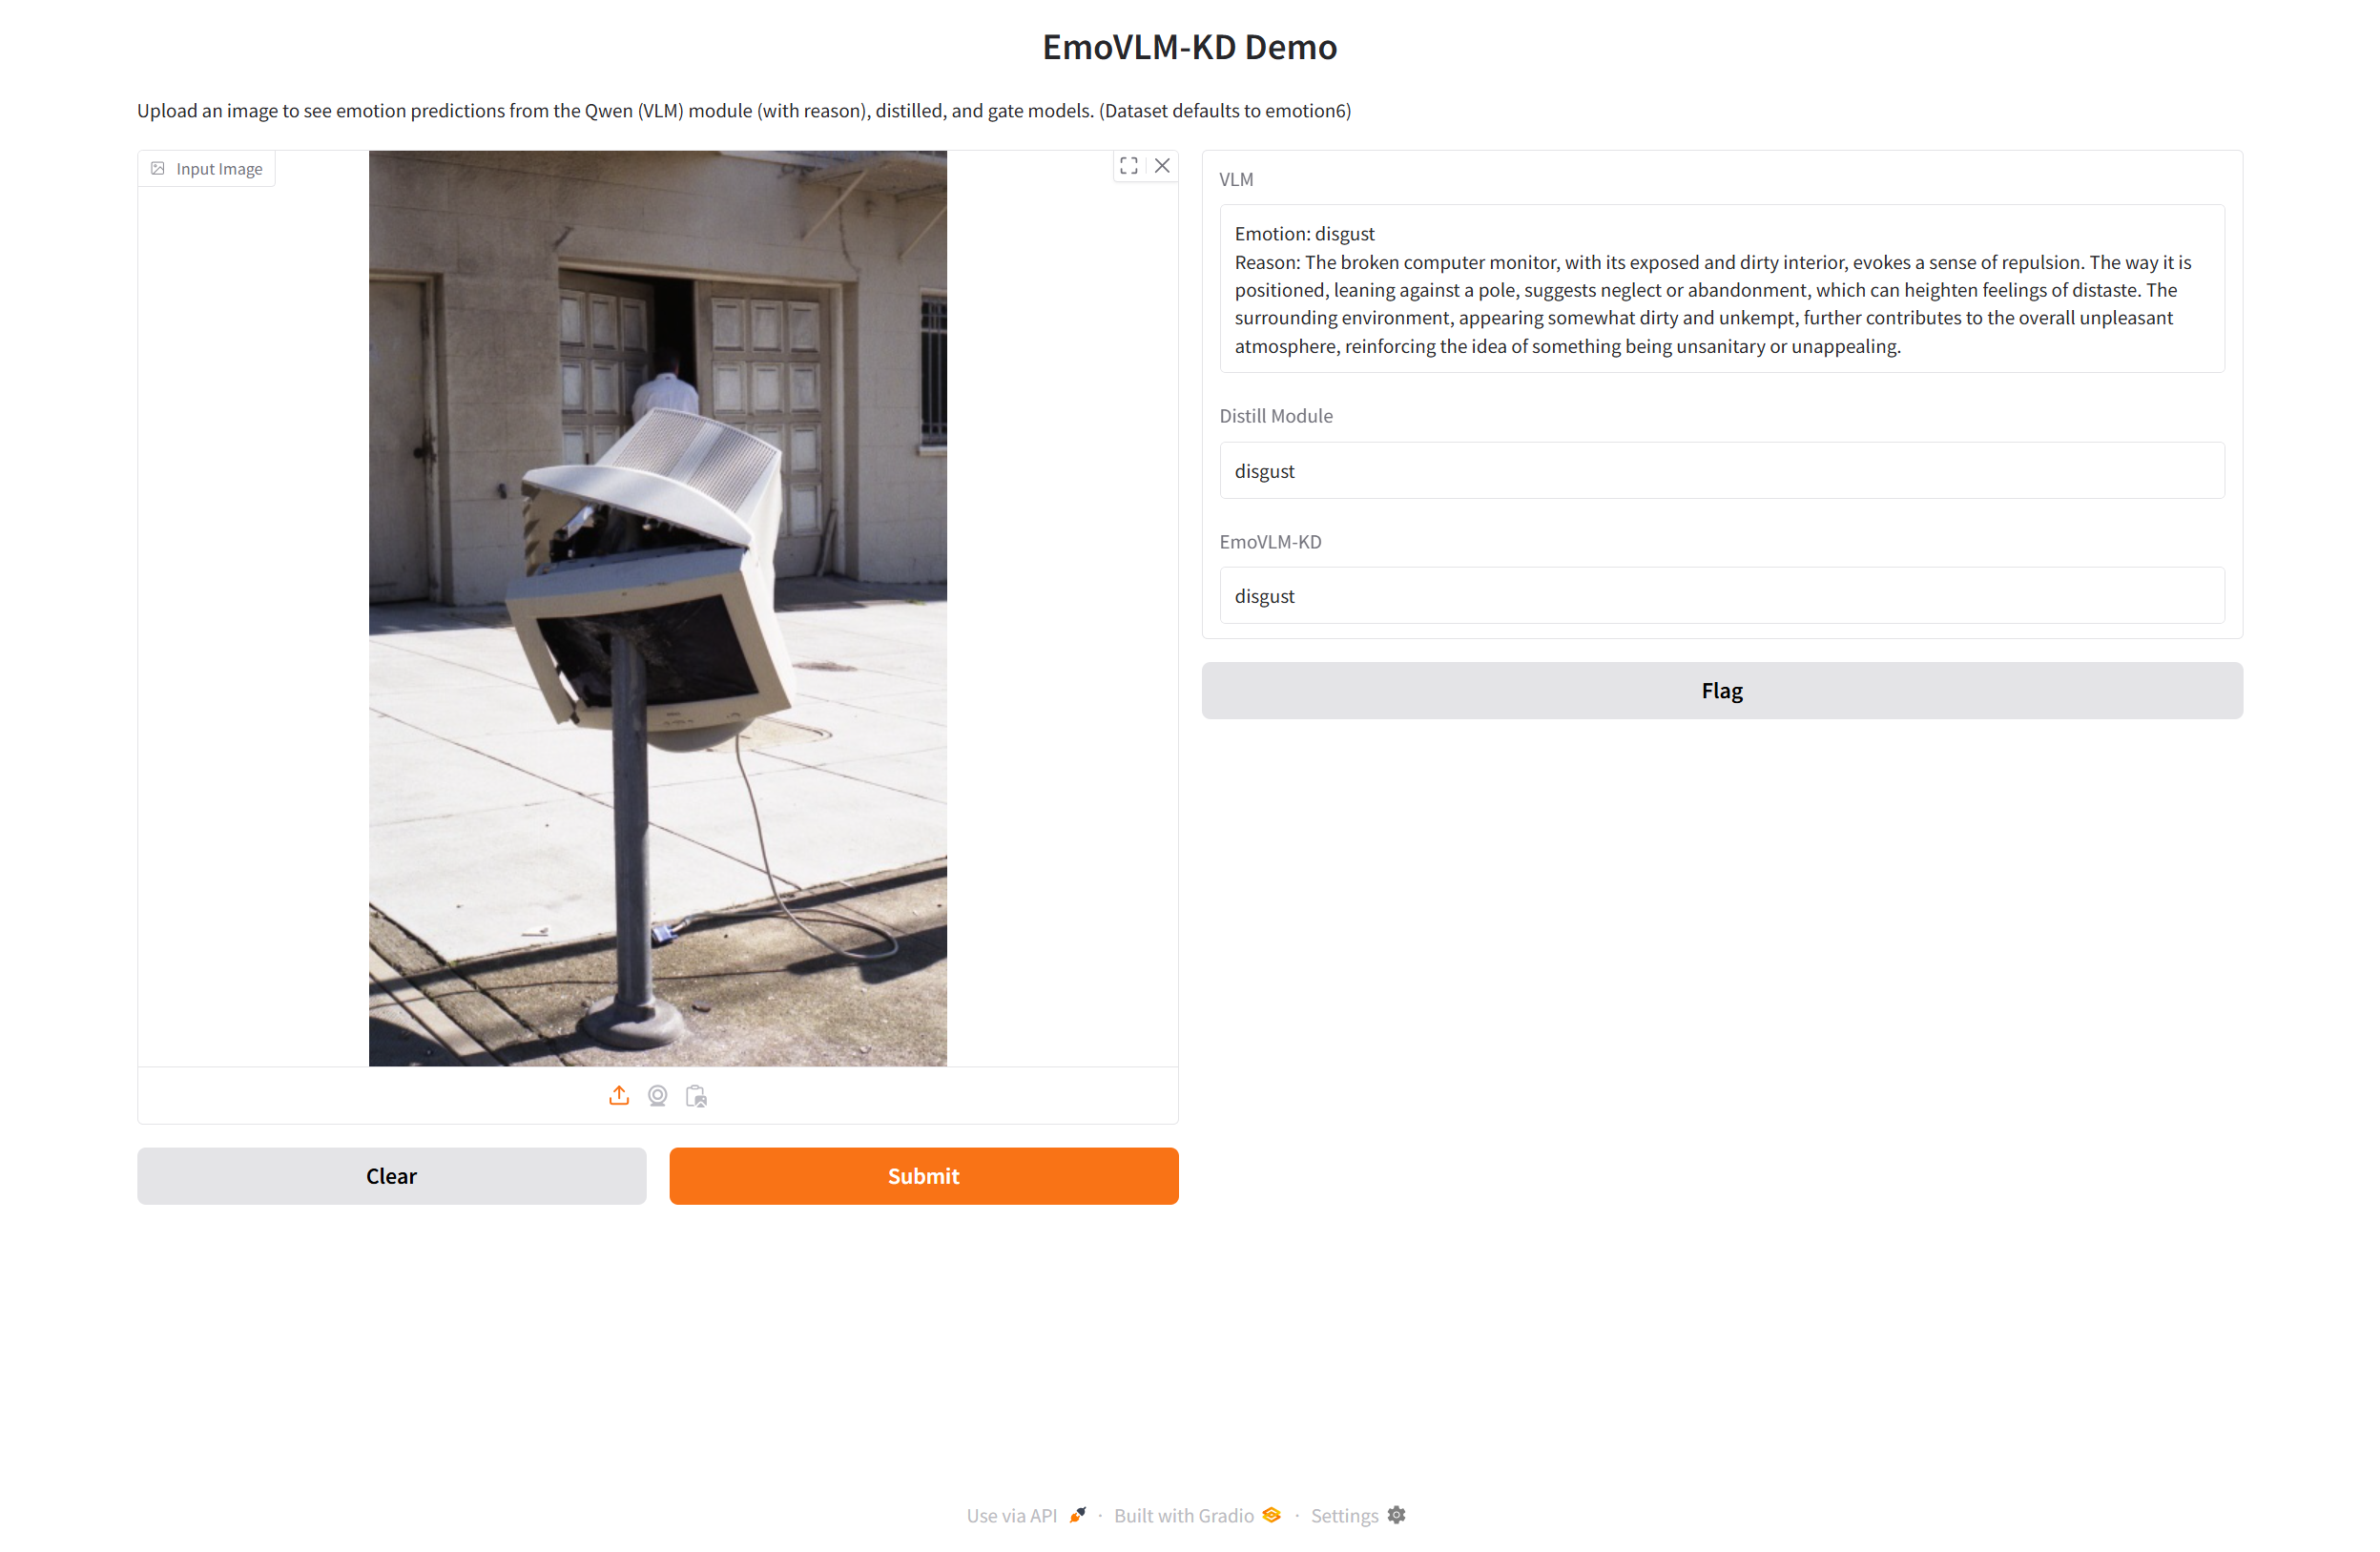 EmoVLM-KD Demo
Upload an image to see emotion predictions from the Qwen (VLM) module (with reason), distilled, and gate models. (Dataset defaults to emotion6)
Input Image
VLM
Emotion: disgust
Reason: The broken computer monitor, with its exposed and dirty interior, evokes a sense of repulsion. The way it is
positioned, leaning against a pole, suggests neglect or abandonment, which can heighten feelings of distaste. The
surrounding environment, appearing somewhat dirty and unkempt, further contributes to the overall unpleasant
atmosphere, reinforcing the idea of something being unsanitary or unappealing.
Distill Module
disgust
EmoVLM-KD
disgust
Flag
Clear
Submit
Use via API · Built with Gradio · Settings